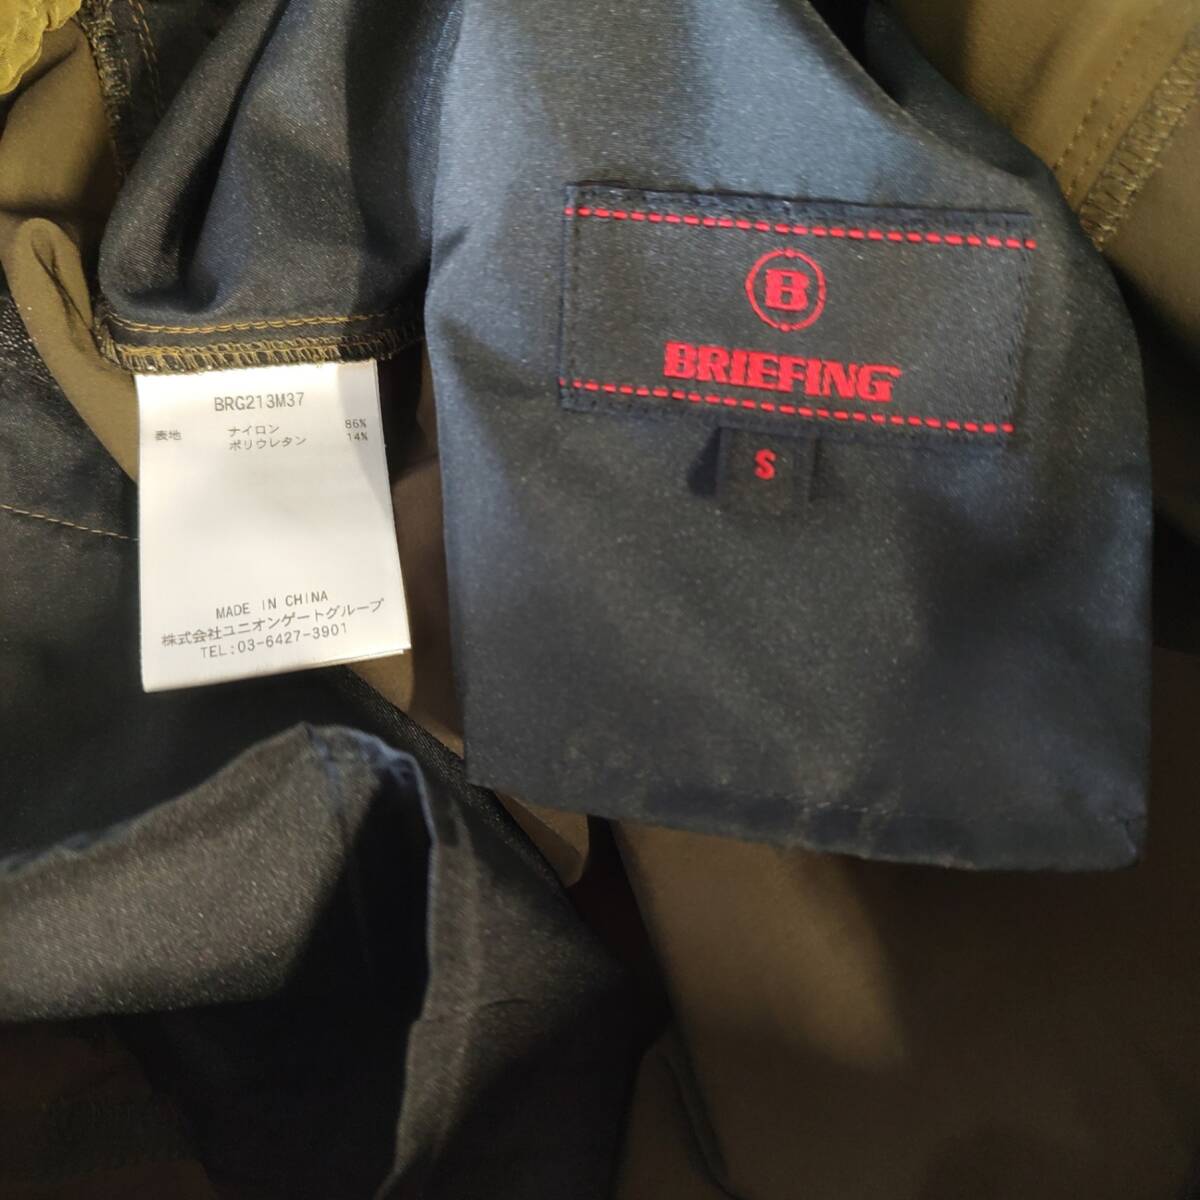 BRG213M37
表地 ナイロン 86%
ポリウレタン 14%
MADE IN CHINA
株式会社ユニオンゲートグループ
TEL:03-6427-3901
B
BRIEFING
S